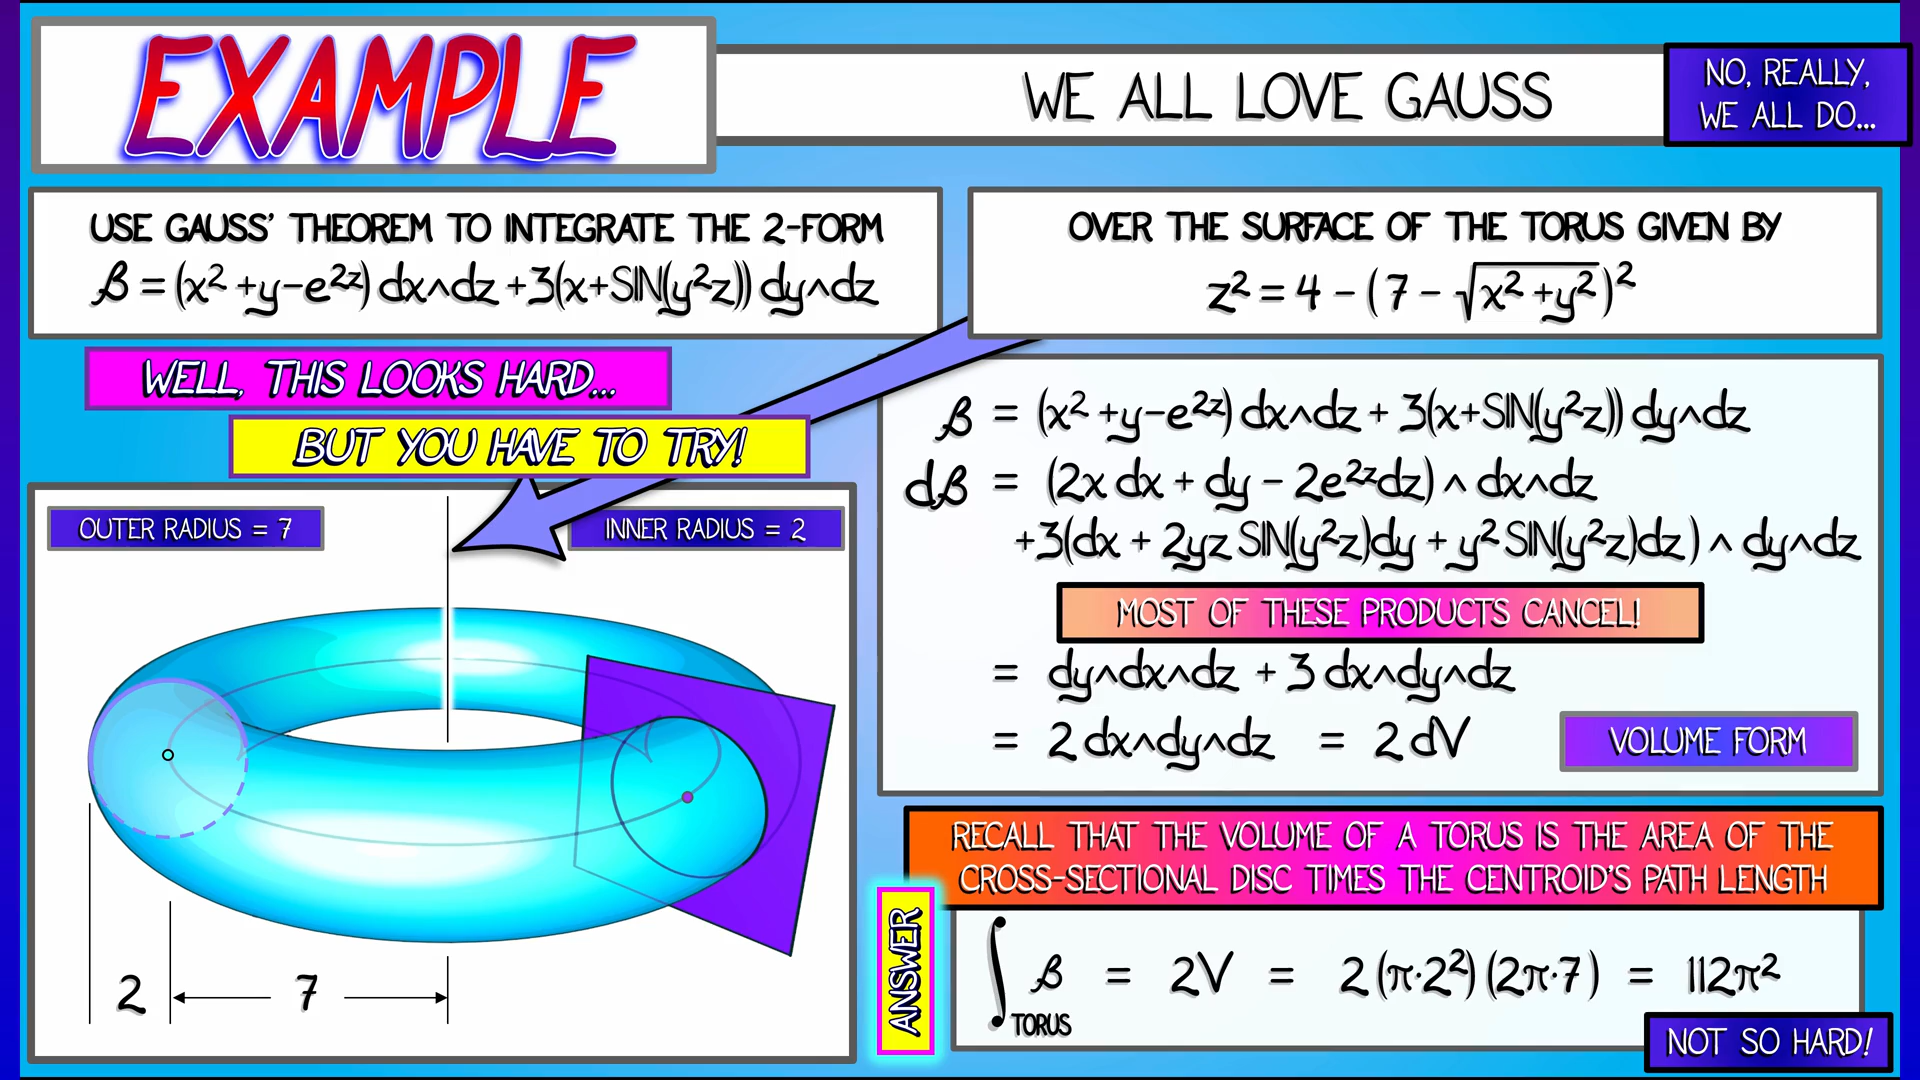 EXAMPLE
WE ALL LOVE GAUSS
NO, REALLY,
WE ALL DO...
USE GAUSS' THEOREM TO INTEGRATE THE 2-FORM
β = (x² + y - e²ᶻ) dx∧dz + 3(x+SIN(y²z)) dy∧dz
OVER THE SURFACE OF THE TORUS GIVEN BY
z² = 4 - (7 - √(x² + y²))²
WELL, THIS LOOKS HARD...
BUT YOU HAVE TO TRY!
OUTER RADIUS = 7
INNER RADIUS = 2
2
7
β = (x² + y - e²ᶻ) dx∧dz + 3(x+SIN(y²z)) dy∧dz
dβ = (2x dx + dy - 2e²ᶻdz) ∧ dx∧dz
+3(dx + 2yz SIN(y²z)dy + y² SIN(y²z)dz) ∧ dy∧dz
MOST OF THESE PRODUCTS CANCEL!
= dy∧dx∧dz + 3 dx∧dy∧dz
= 2 dx∧dy∧dz = 2 dV
VOLUME FORM
RECALL THAT THE VOLUME OF A TORUS IS THE AREA OF THE
CROSS-SECTIONAL DISC TIMES THE CENTROID'S PATH LENGTH
ANSWER
∫TORUS β = 2V = 2(π·2²)(2π·7) = 112π²
NOT SO HARD!